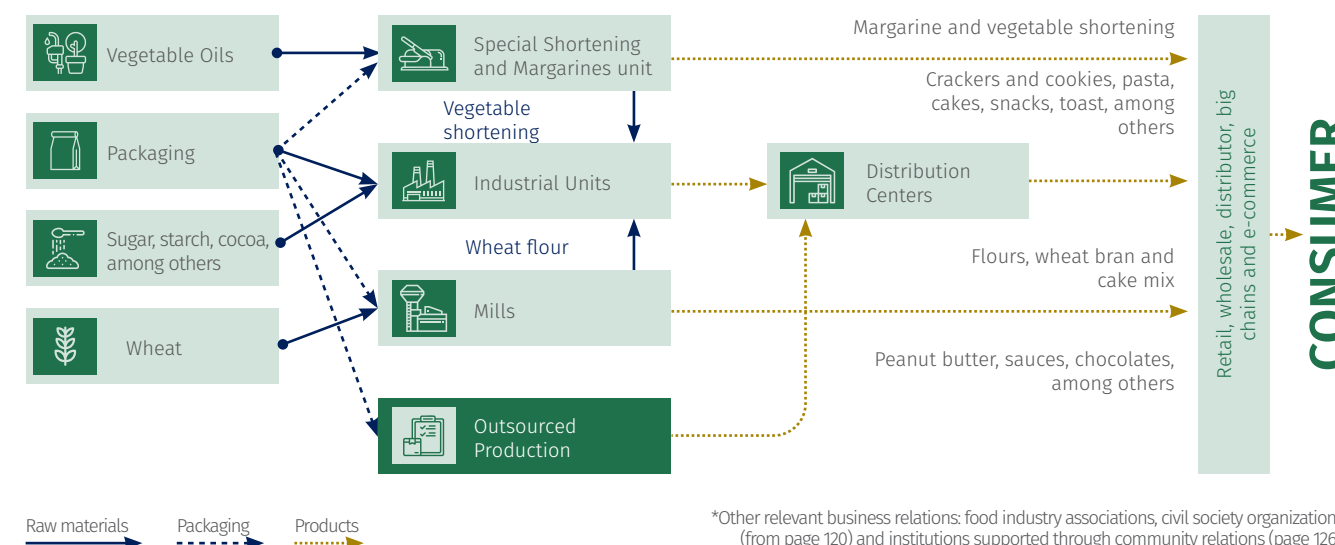 Vegetable Oils
Packaging
Sugar, starch, cocoa,
among others
Wheat
Special Shortening
and Margarines unit
Vegetable
shortening
Industrial Units
Wheat flour
Mills
Outsourced
Production
Distribution
Centers
Margarine and vegetable shortening
Crackers and cookies, pasta,
cakes, snacks, toast, among
others
Flours, wheat bran and
cake mix
Peanut butter, sauces, chocolates,
among others
Retail, wholesale, distributor, big
chains and e-commerce
CONSUMER
Raw materials
Packaging
Products
*Other relevant business relations: food industry associations, civil society organization
(from page 120) and institutions supported through community relations (page 126